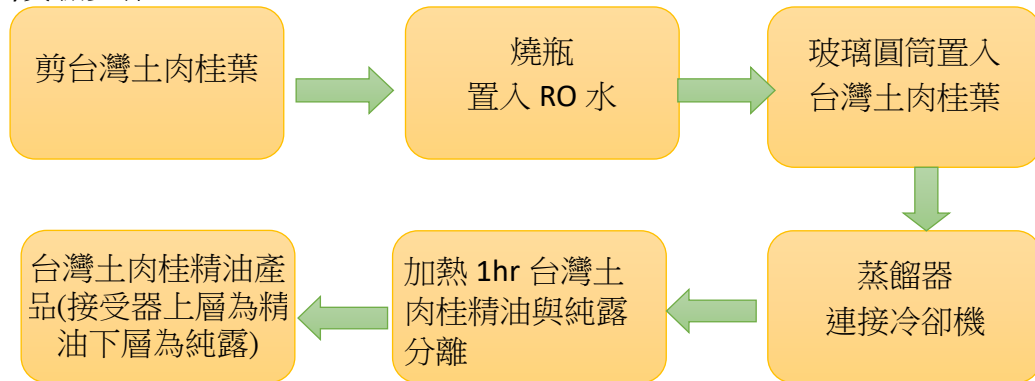 剪台灣土肉桂葉
燒瓶
置入 RO 水
玻璃圓筒置入
台灣土肉桂葉
蒸餾器
連接冷卻機
加熱 1hr 台灣土
肉桂精油與純露
分離
台灣土肉桂精油產
品(接受器上層為精
油下層為純露)